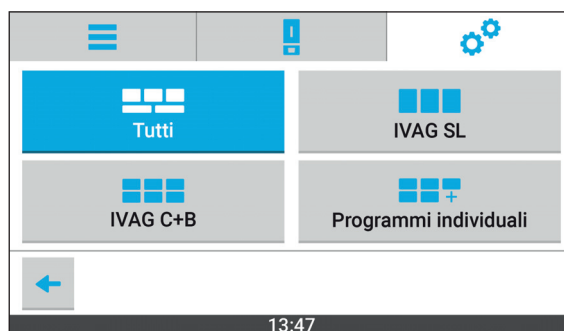 Tutti
IVAG SL
IVAG C+B
Programmi individuali
13:47